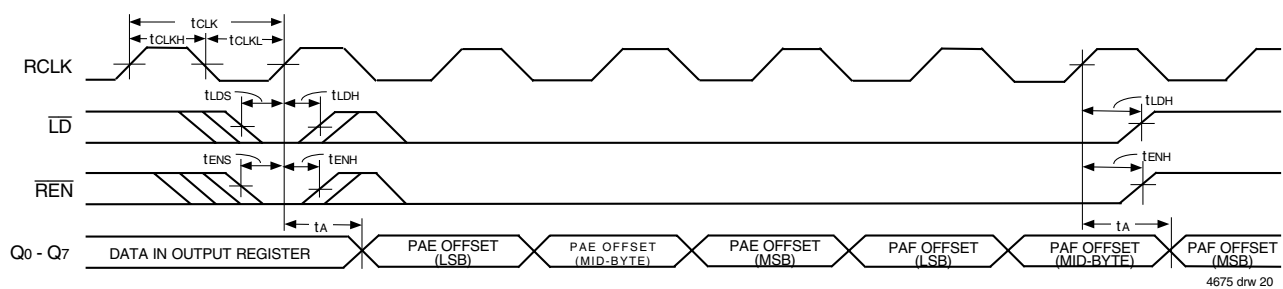 tCLK
tCLKH
tCLKL
RCLK
tLDS
tLDH
tLDH
LD
tENS
tENH
tENH
REN
tA
tA
Q0 - Q7
DATA IN OUTPUT REGISTER
PAE OFFSET
(LSB)
PAE OFFSET
(MID-BYTE)
PAE OFFSET
(MSB)
PAF OFFSET
(LSB)
PAF OFFSET
(MID-BYTE)
PAF OFFSET
(MSB)
4675 drw 20